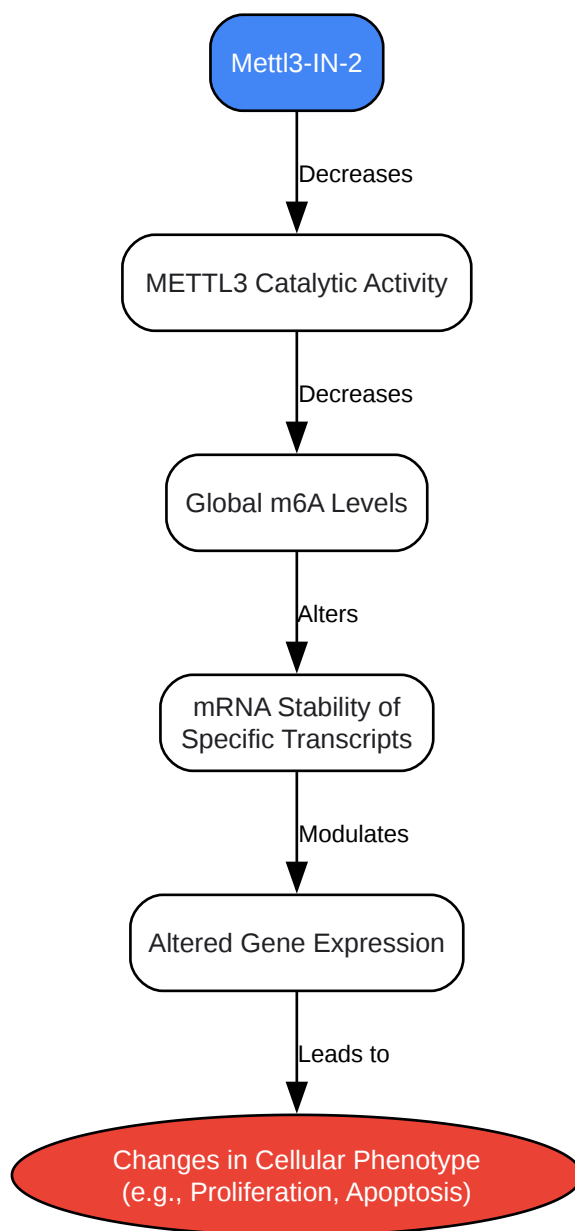 Mettl3-IN-2
Decreases
METTL3 Catalytic Activity
Decreases
Global m6A Levels
Alters
mRNA Stability of
Specific Transcripts
Modulates
Altered Gene Expression
Leads to
Changes in Cellular Phenotype
(e.g., Proliferation, Apoptosis)